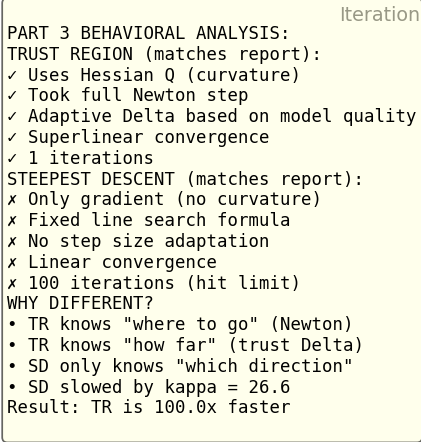 Iteration
PART 3 BEHAVIORAL ANALYSIS:
TRUST REGION (matches report):
✓ Uses Hessian Q (curvature)
✓ Took full Newton step
✓ Adaptive Delta based on model quality
✓ Superlinear convergence
✓ 1 iterations
STEEPEST DESCENT (matches report):
✗ Only gradient (no curvature)
✗ Fixed line search formula
✗ No step size adaptation
✗ Linear convergence
✗ 100 iterations (hit limit)
WHY DIFFERENT?
• TR knows "where to go" (Newton)
• TR knows "how far" (trust Delta)
• SD only knows "which direction"
• SD slowed by kappa = 26.6
Result: TR is 100.0x faster